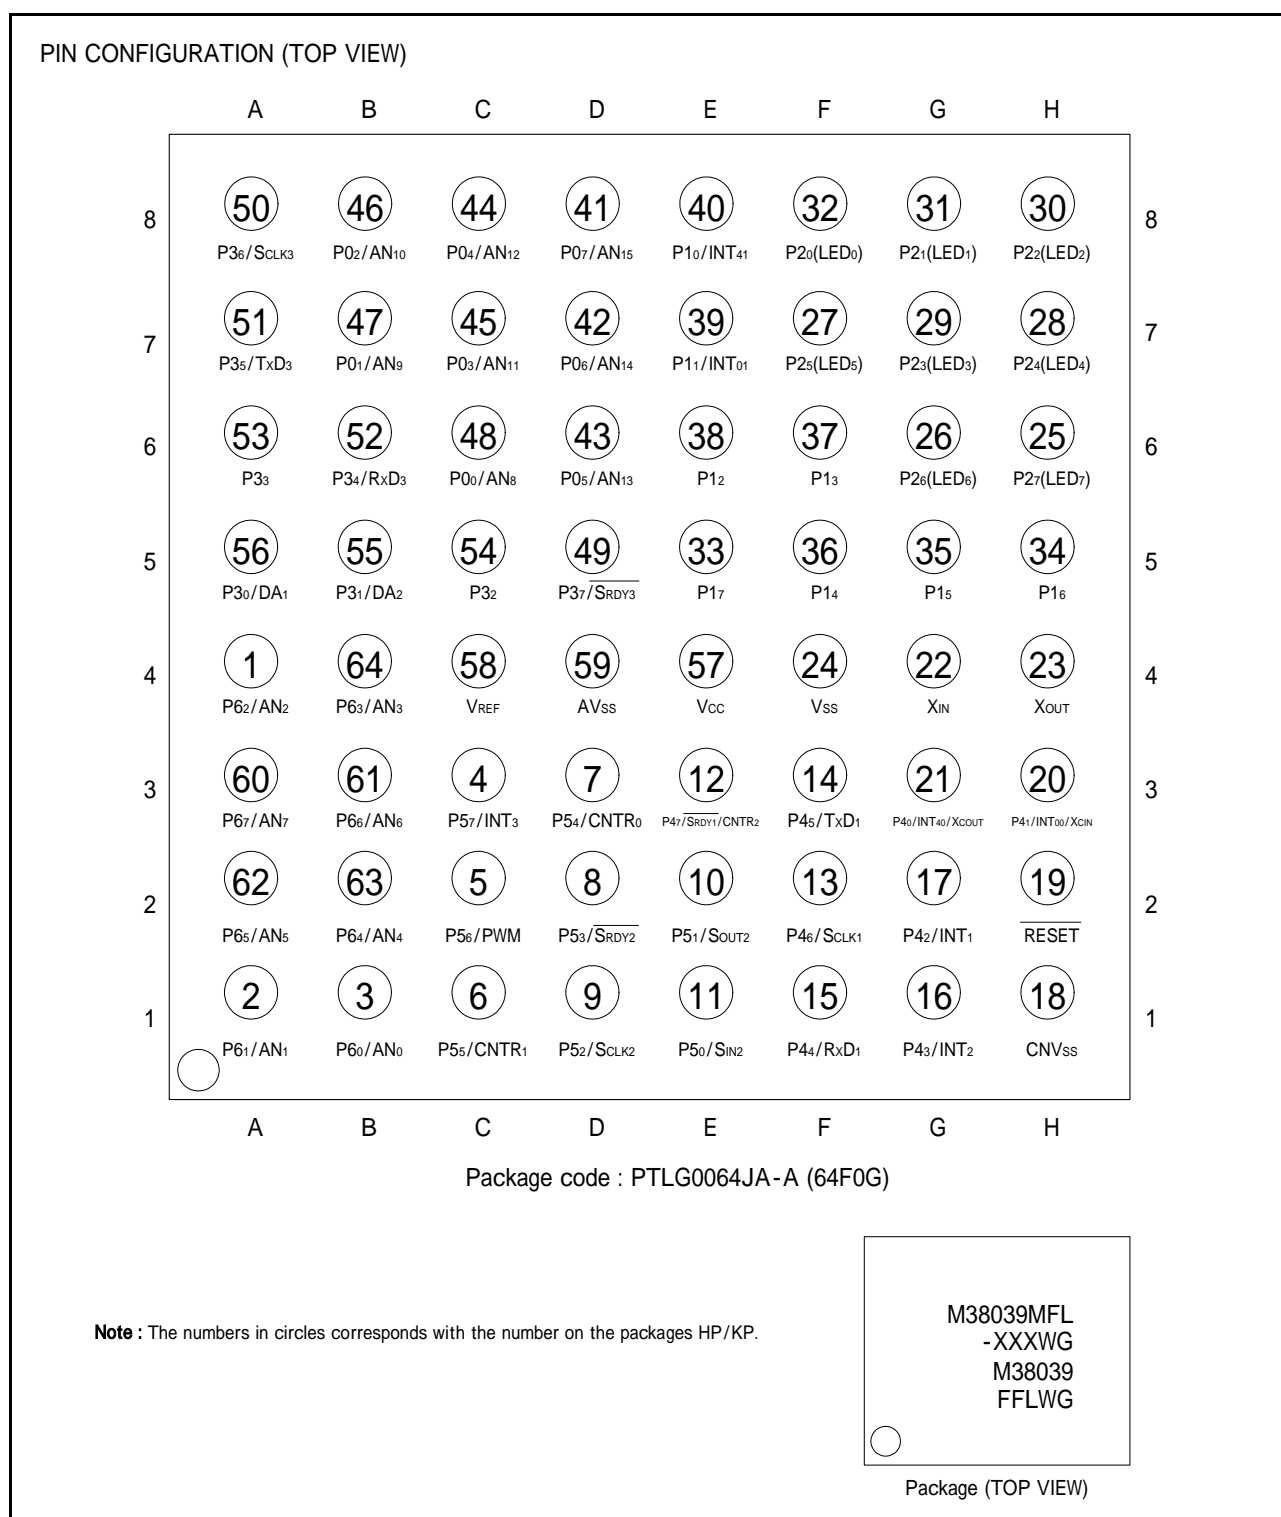 PIN CONFIGURATION (TOP VIEW)
A B C D E F G H
50 46 44 41 40 32 31 30
8 8
P36/SCLK3 P02/AN10 P04/AN12 P07/AN15 P10/INT41 P20(LED0) P21(LED1) P22(LED2)
51 47 45 42 39 27 29 28
7 7
P35/TxD3 P01/AN9 P03/AN11 P06/AN14 P11/INT01 P25(LED5) P23(LED3) P24(LED4)
53 52 48 43 38 37 26 25
6 6
P33 P34/RxD3 P00/AN8 P05/AN13 P12 P13 P26(LED6) P27(LED7)
56 55 54 49 33 36 35 34
5 5
P30/DA1 P31/DA2 P32 P37/SRDY3 P17 P14 P15 P16
1 64 58 59 57 24 22 23
4 4
P62/AN2 P63/AN3 VREF AVSS VCC VSS XIN XOUT
60 61 4 7 12 14 21 20
3 3
P67/AN7 P66/AN6 P57/INT3 P54/CNTR0 P47/SRDY1/CNTR2 P45/TxD1 P40/INT40/XCOUT P41/INT00/XCIN
62 63 5 8 10 13 17 19
2 2
P65/AN5 P64/AN4 P56/PWM P53/SRDY2 P51/SOUT2 P46/SCLK1 P42/INT1 RESET
2 3 6 9 11 15 16 18
1 1
P61/AN1 P60/AN0 P55/CNTR1 P52/SCLK2 P50/SIN2 P44/RxD1 P43/INT2 CNVSS
A B C D E F G H
Package code : PTLG0064JA-A (64F0G)
Note : The numbers in circles corresponds with the number on the packages HP/KP.
M38039MFL
-XXXWG
M38039
FFLWG
Package (TOP VIEW)